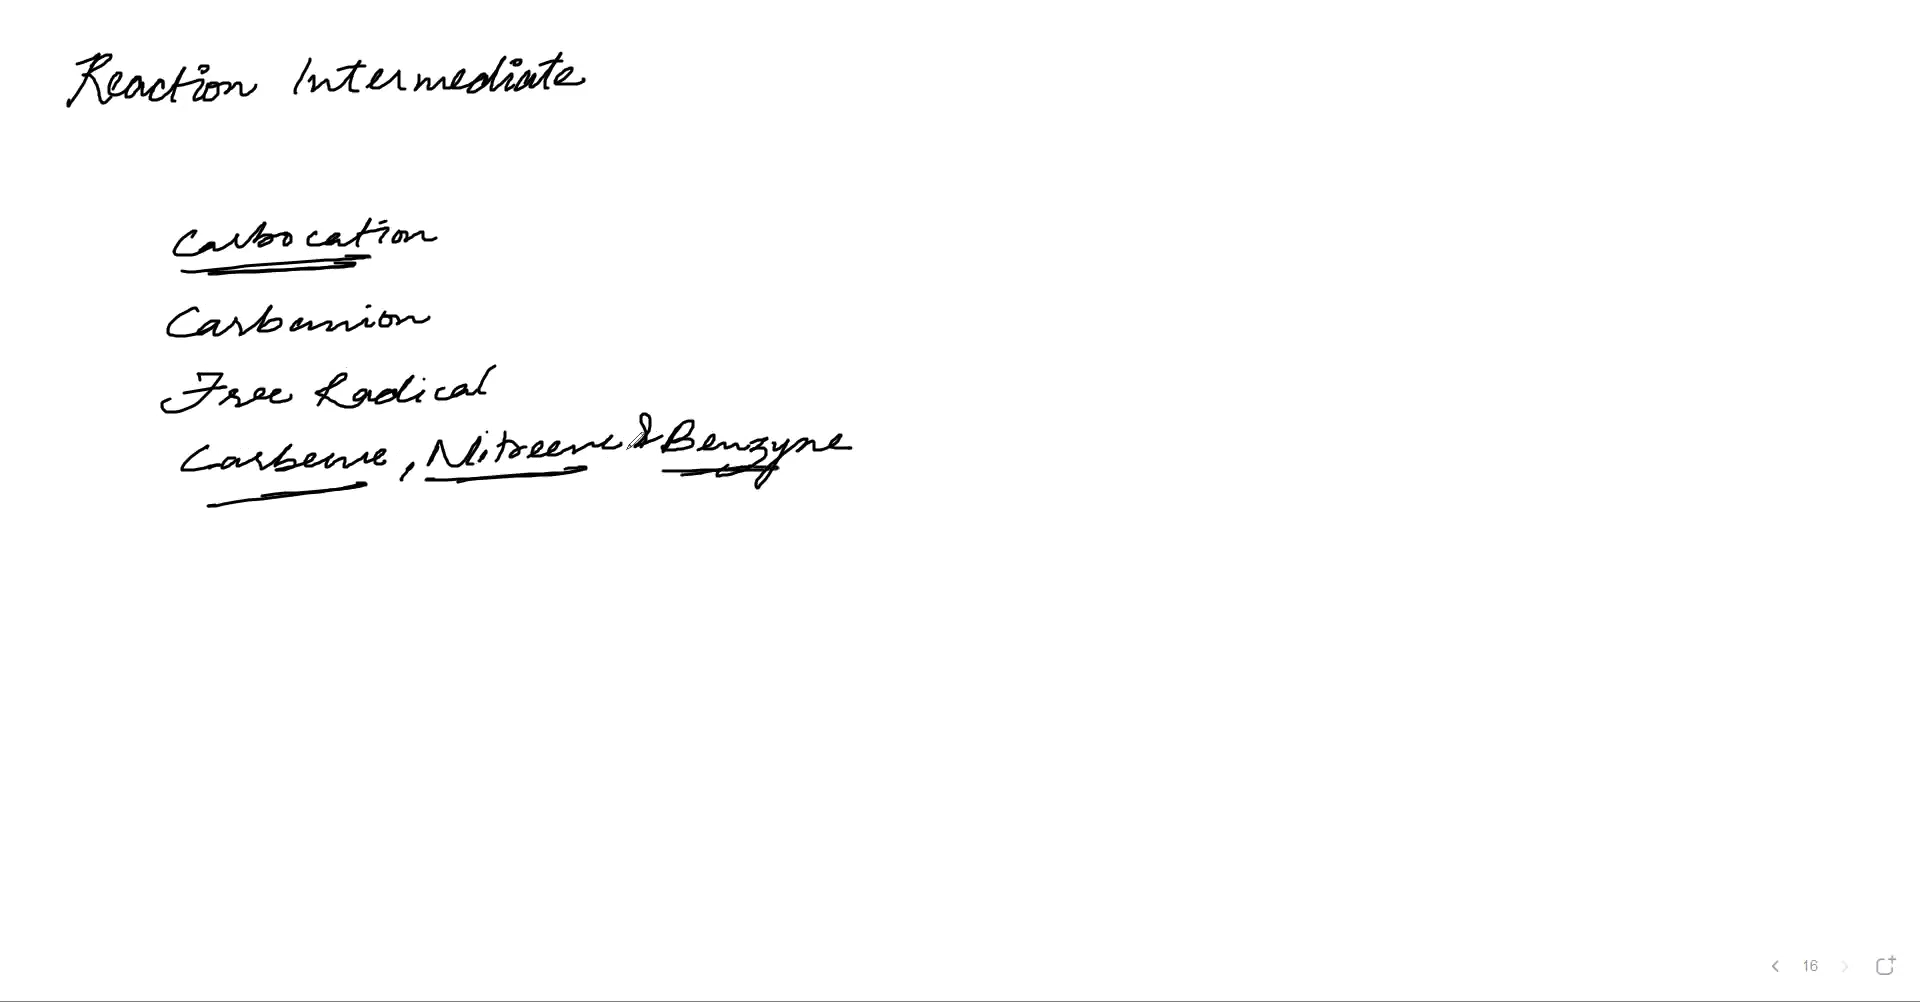 Reaction Intermediate
Carbocation
Carbanion
Free Radical
Carbene, Nitreene & Benzyne
16